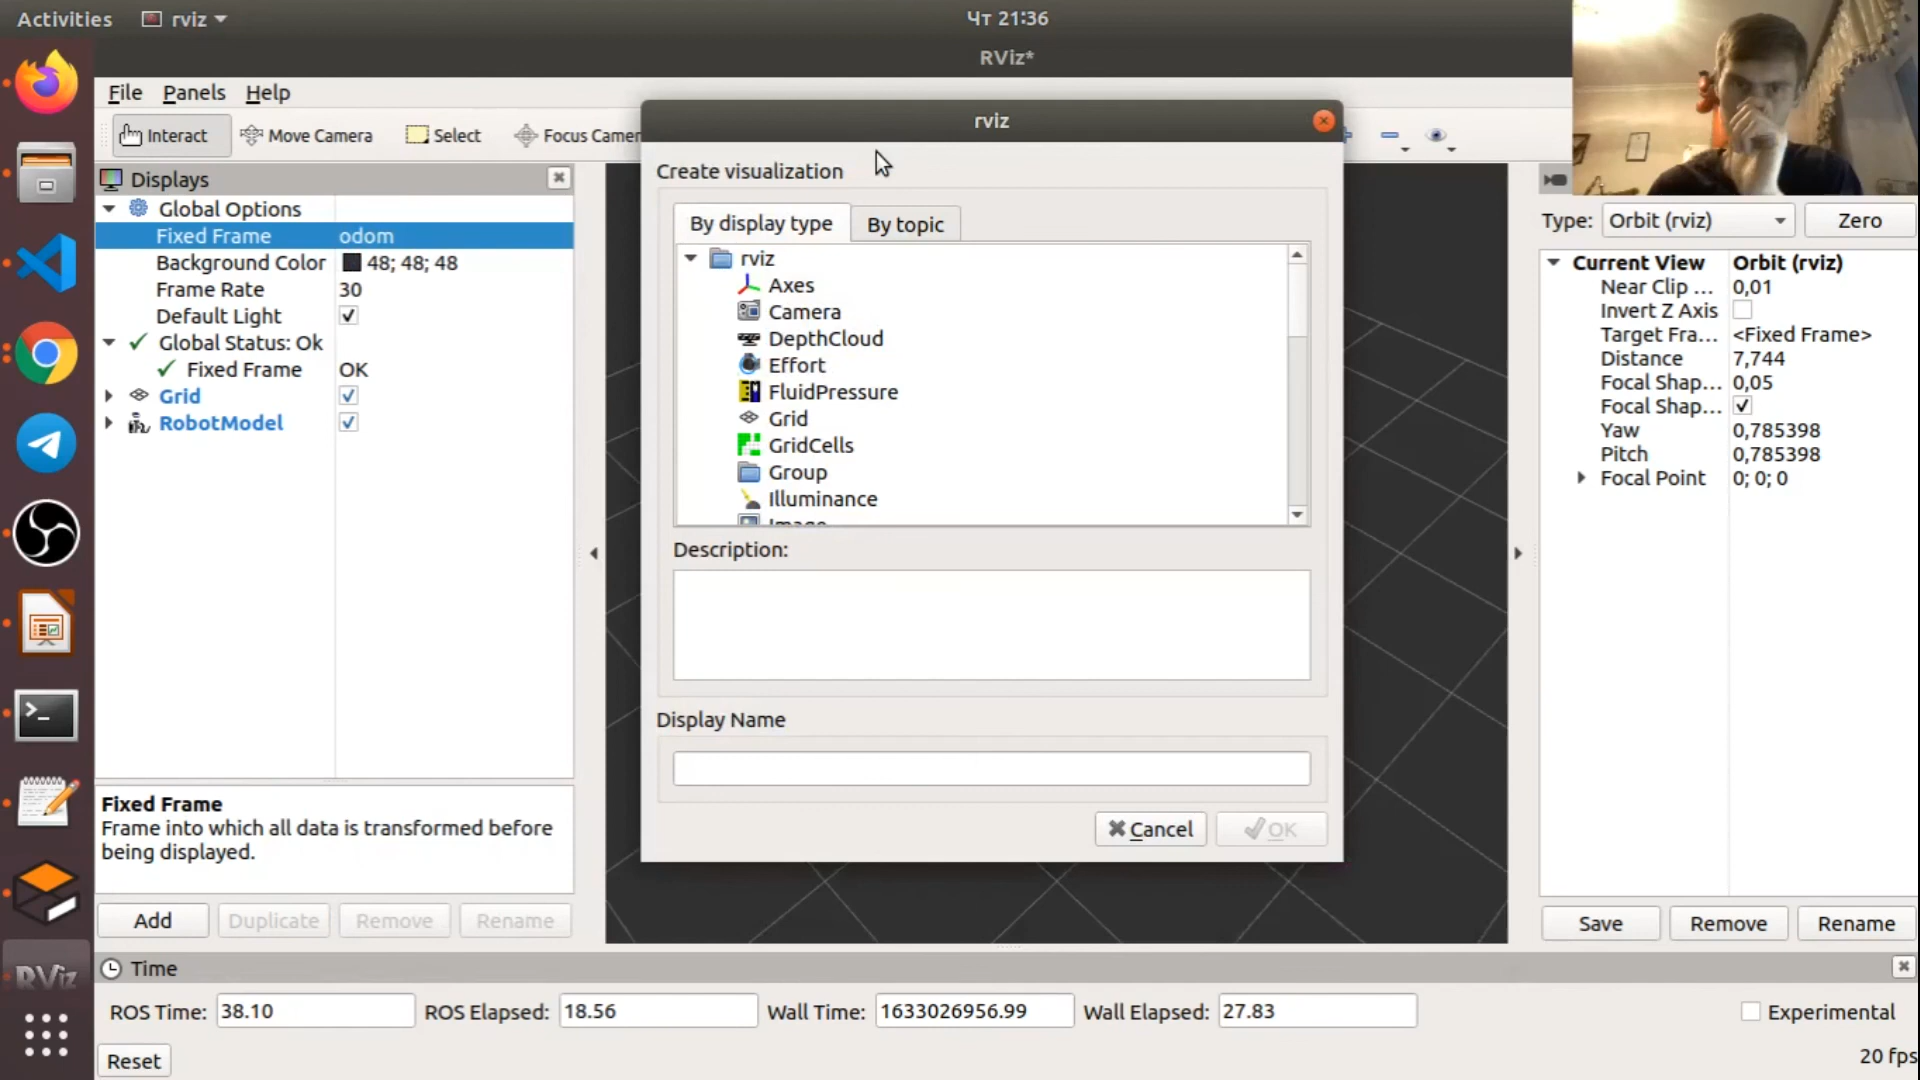 Activities rviz Чт 21:36
RViz*
File Panels Help
Interact Move Camera Select Focus Camer
rviz
Create visualization
By display type By topic
rviz
Axes
Camera
DepthCloud
Effort
FluidPressure
Grid
GridCells
Group
Illuminance
Image
Description:
Display Name
Cancel OK
Displays
Global Options
Fixed Frame odom
Background Color 48; 48; 48
Frame Rate 30
Default Light
Global Status: Ok
Fixed Frame OK
Grid
RobotModel
Fixed Frame
Frame into which all data is transformed before
being displayed.
Add Duplicate Remove Rename
Type: Orbit (rviz) Zero
Current View Orbit (rviz)
Near Clip ... 0,01
Invert Z Axis
Target Fra... <Fixed Frame>
Distance 7,744
Focal Shap... 0,05
Focal Shap...
Yaw 0,785398
Pitch 0,785398
Focal Point 0; 0; 0
Save Remove Rename
RViz
Time
ROS Time: 38.10 ROS Elapsed: 18.56 Wall Time: 1633026956.99 Wall Elapsed: 27.83 Experimental
Reset 20 fps